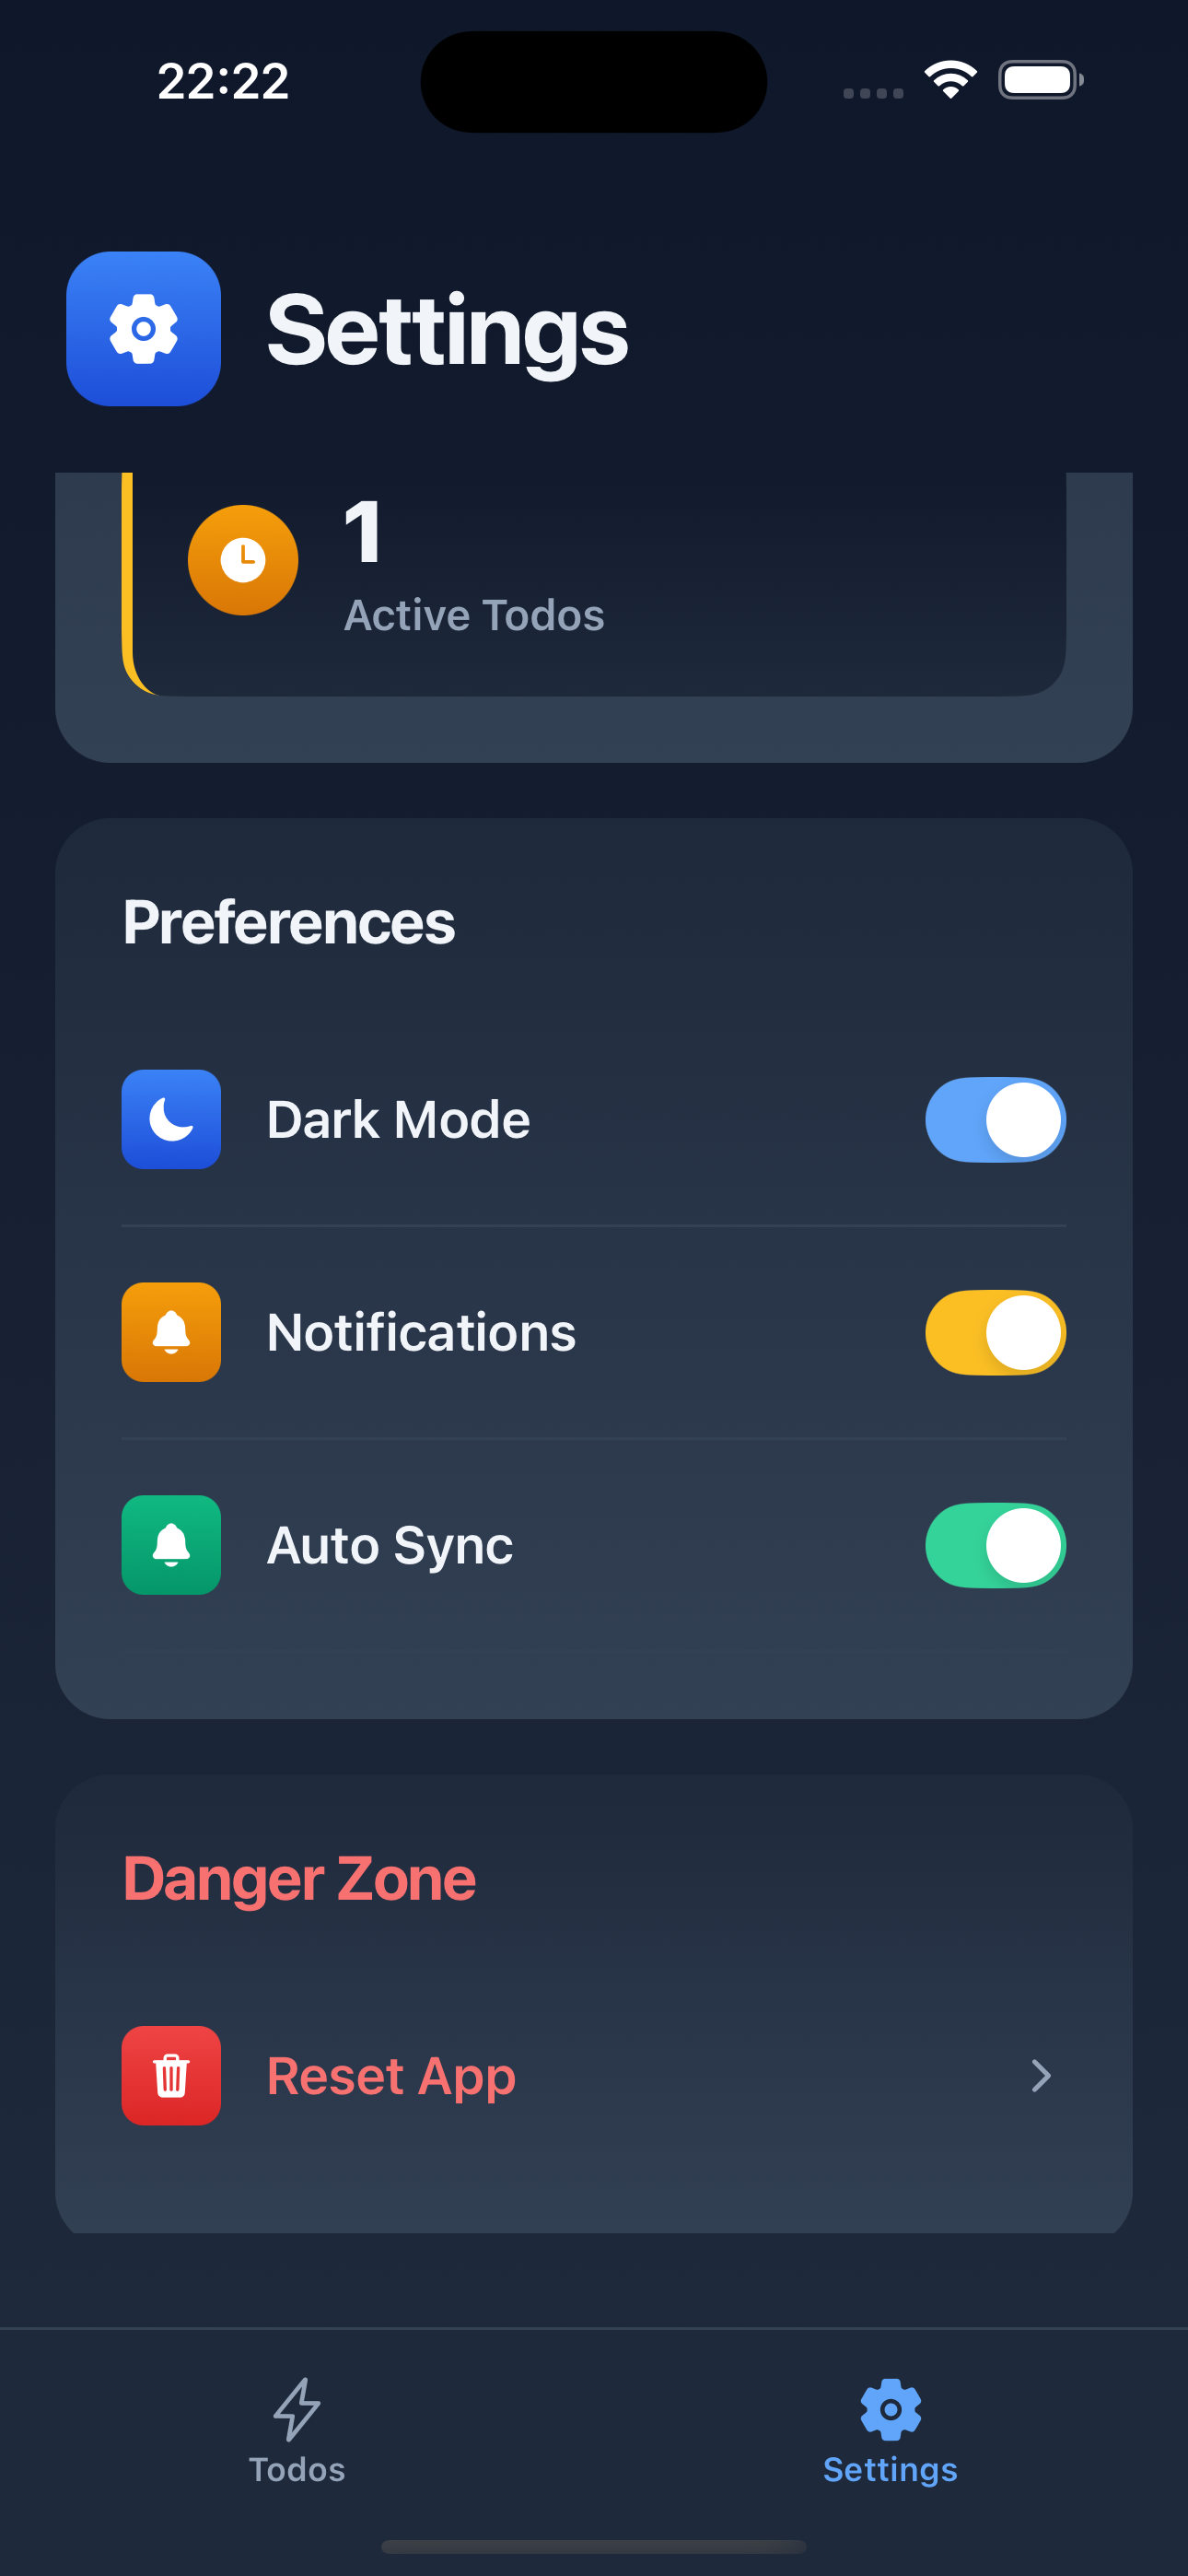 22:22
Settings
1
Active Todos
Preferences
Dark Mode
Notifications
Auto Sync
Danger Zone
Reset App
Todos
Settings